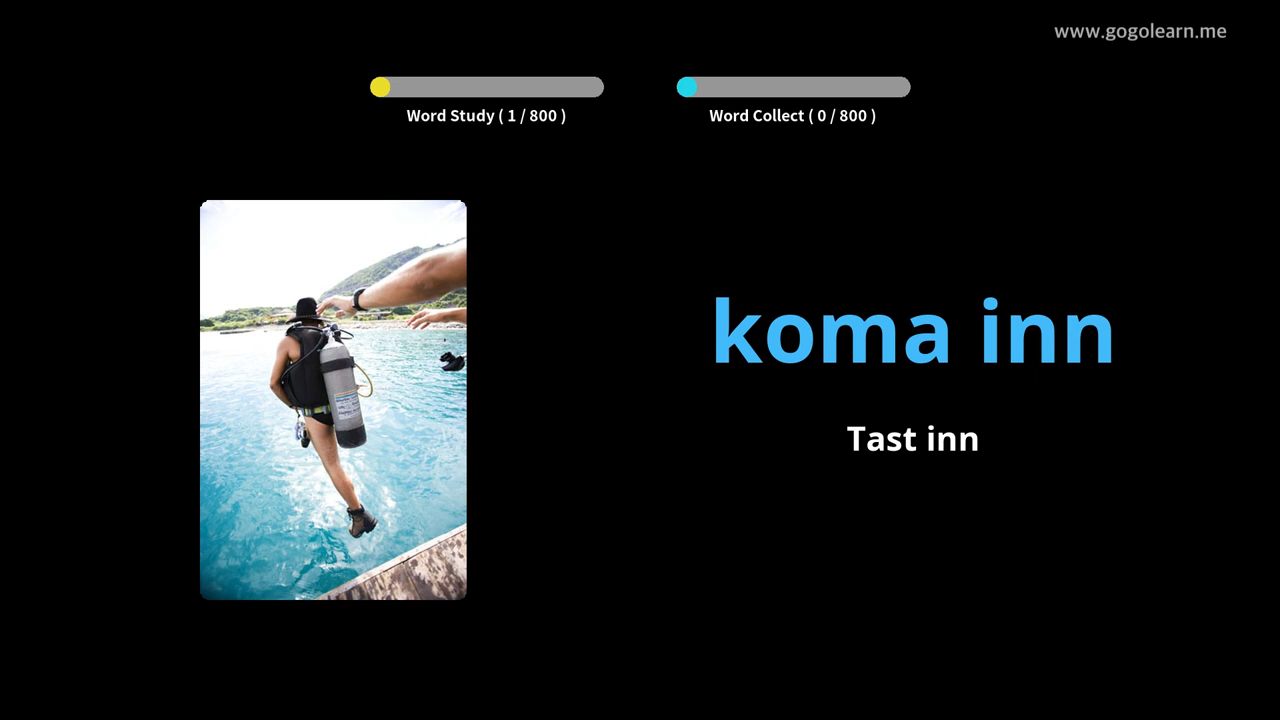 www.gogolearn.me
Word Study ( 1 / 800 )
Word Collect ( 0 / 800 )
koma inn
Tast inn